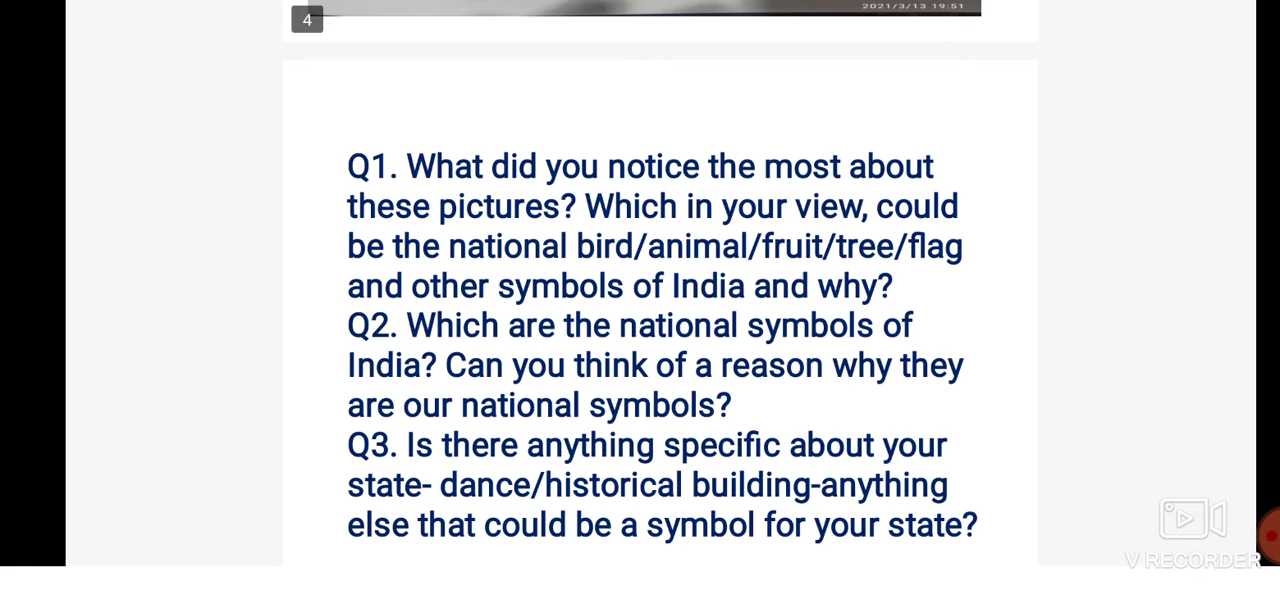 2021/3/13 19:51
4
Q1. What did you notice the most about
these pictures? Which in your view, could
be the national bird/animal/fruit/tree/flag
and other symbols of India and why?
Q2. Which are the national symbols of
India? Can you think of a reason why they
are our national symbols?
Q3. Is there anything specific about your
state- dance/historical building-anything
else that could be a symbol for your state?
V RECORDER